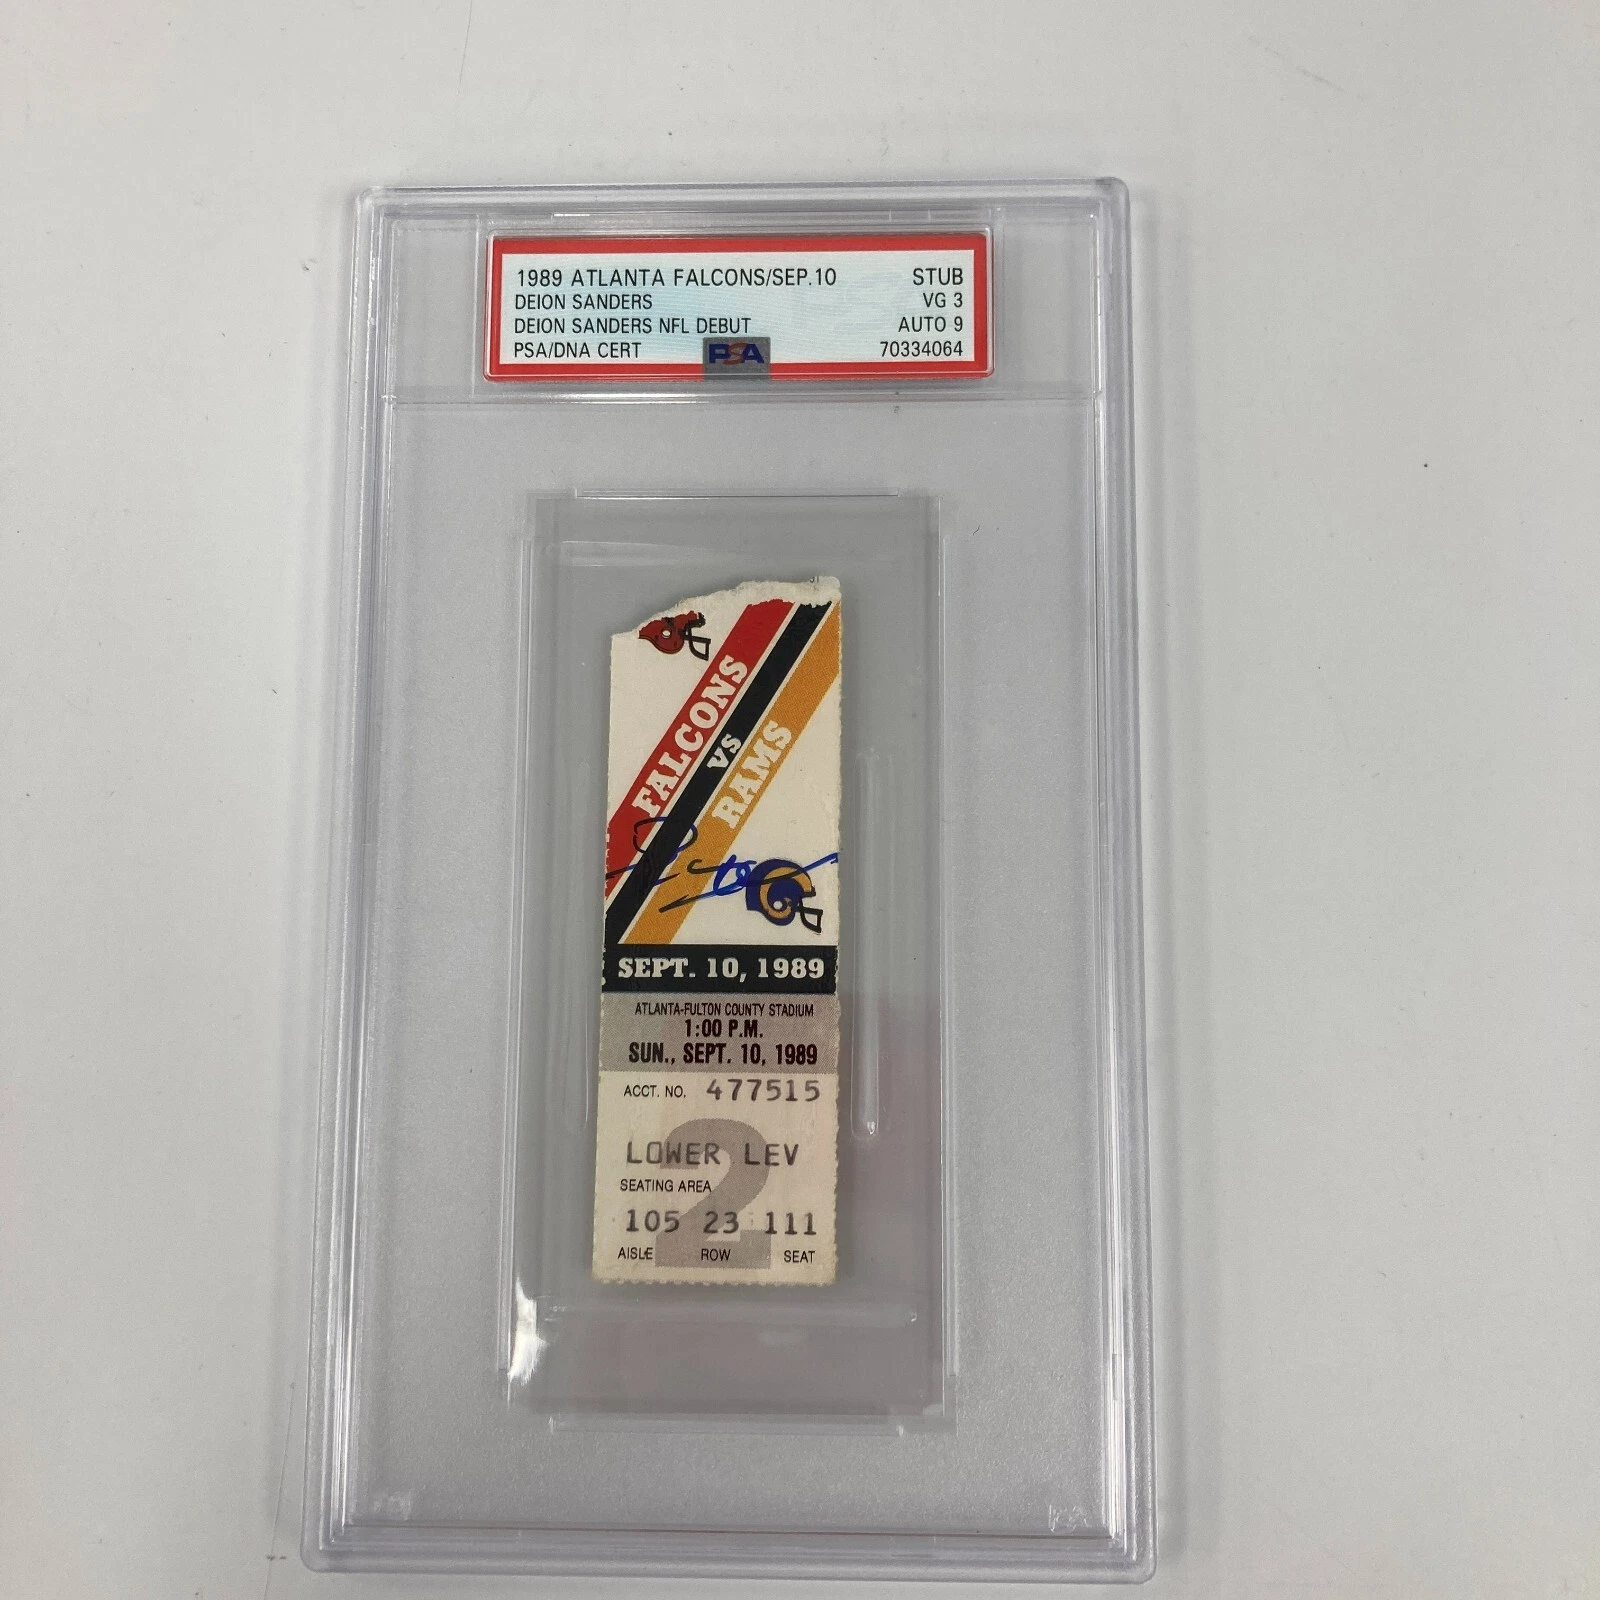 1989 ATLANTA FALCONS/SEP.10 STUB
DEION SANDERS VG 3
DEION SANDERS NFL DEBUT AUTO 9
PSA/DNA CERT PSA 70334064
FALCONS
VS
RAMS
SEPT. 10, 1989
ATLANTA-FULTON COUNTY STADIUM
1:00 P.M.
SUN., SEPT. 10, 1989
ACCT. NO. 477515
2
LOWER LEV
SEATING AREA
105 23 111
AISLE ROW SEAT